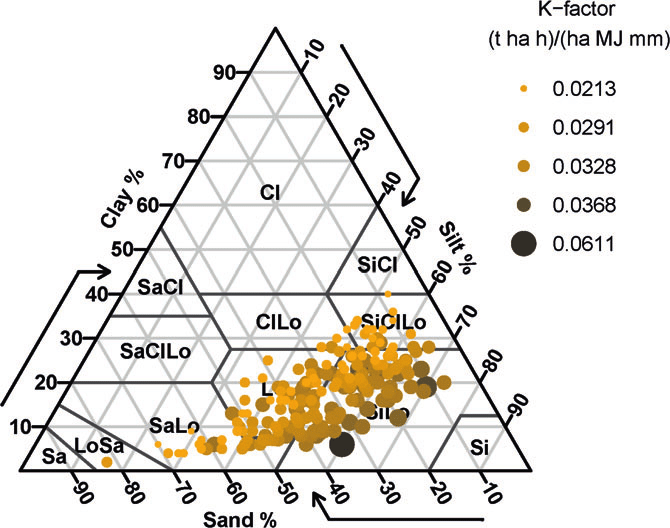 K−factor
(t ha h)/(ha MJ mm)
0.0213
0.0291
0.0328
0.0368
0.0611
Clay %
90
80
70
60
50
40
30
20
10
Silt %
10
20
30
40
50
60
70
80
90
Cl
SiCl
SaCl
ClLo
SiClLo
SaClLo
SiLo
SaLo
LoSa
Sa
Si
90
80
70
60
50
40
30
20
10
Sand %